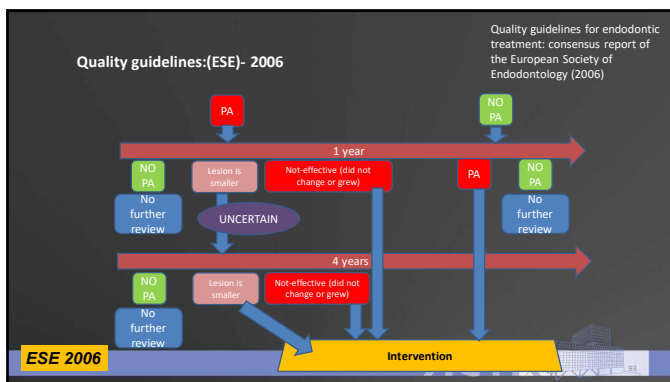 Quality guidelines for endodontic
treatment: consensus report of
the European Society of
Endodontology (2006)
Quality guidelines:(ESE)- 2006
PA
NO
PA
1 year
NO
PA
Lesion is
smaller
Not-effective (did not
change or grew)
PA
NO
PA
No
further
review
No
further
review
UNCERTAIN
4 years
NO
PA
Lesion is
smaller
Not-effective (did not
change or grew)
No
further
review
Intervention
ESE 2006
93